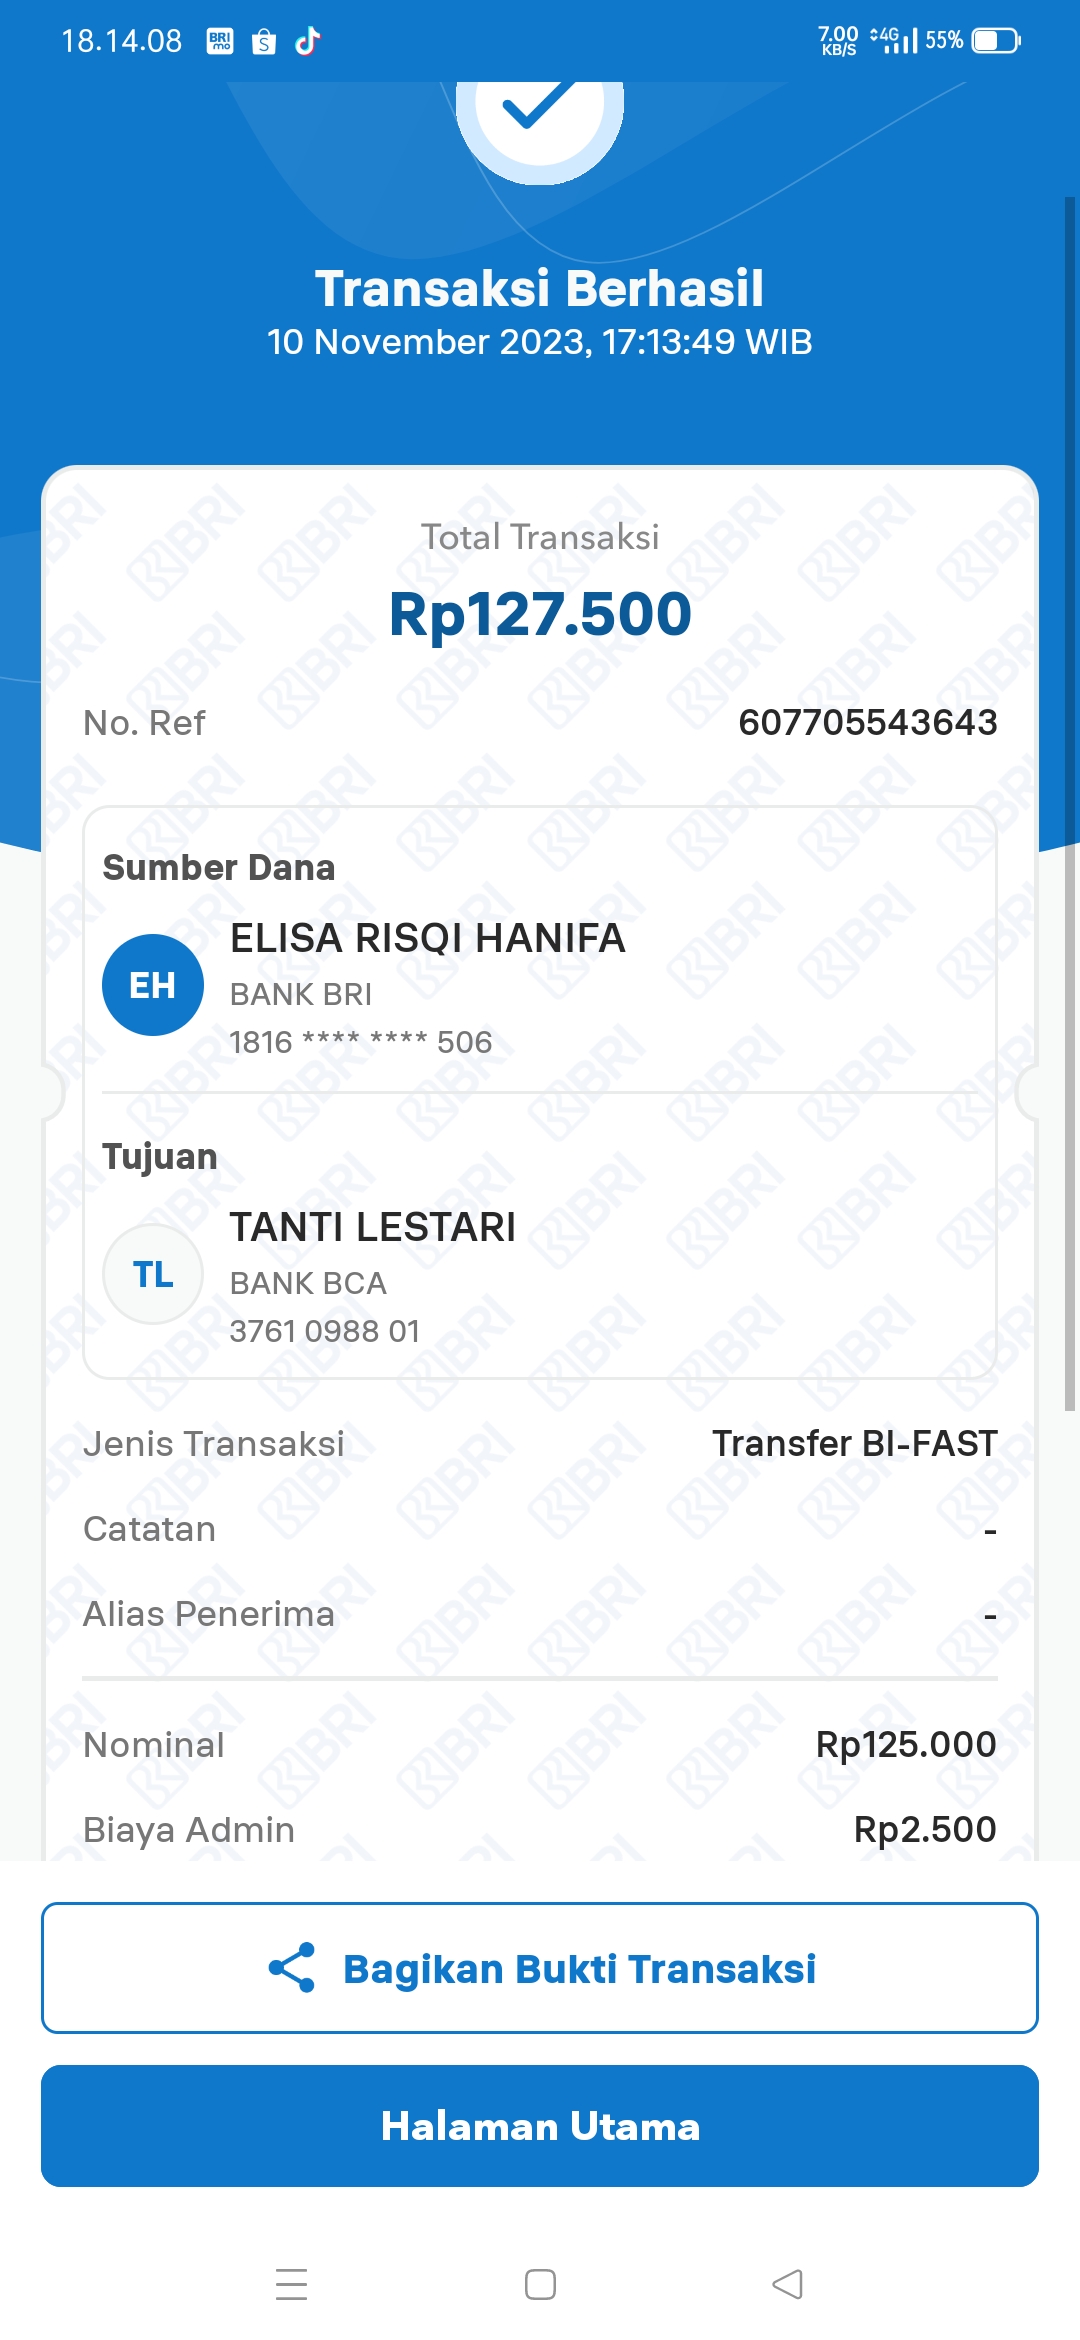 18.14.08 BRI mo S 7.00 KB/S 4G 55%
Transaksi Berhasil
10 November 2023, 17:13:49 WIB
Total Transaksi
Rp127.500
No. Ref 607705543643
Sumber Dana
EH ELISA RISQI HANIFA
BANK BRI
1816 **** **** 506
Tujuan
TL TANTI LESTARI
BANK BCA
3761 0988 01
Jenis Transaksi Transfer BI-FAST
Catatan -
Alias Penerima -
Nominal Rp125.000
Biaya Admin Rp2.500
Bagikan Bukti Transaksi
Halaman Utama